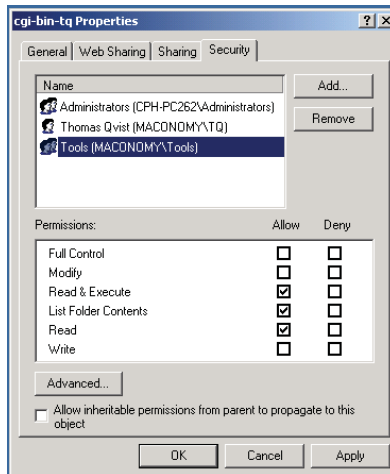 cgi-bin-tq Properties
General Web Sharing Sharing Security
Name
Add...
Administrators (CPH-PC262\Administrators)
Thomas Qvist (MACONOMY\TQ)
Remove
Tools (MACONOMY\Tools)
Permissions: Allow Deny
Full Control
Modify
Read & Execute
List Folder Contents
Read
Write
Advanced...
Allow inheritable permissions from parent to propagate to this
object
OK Cancel Apply